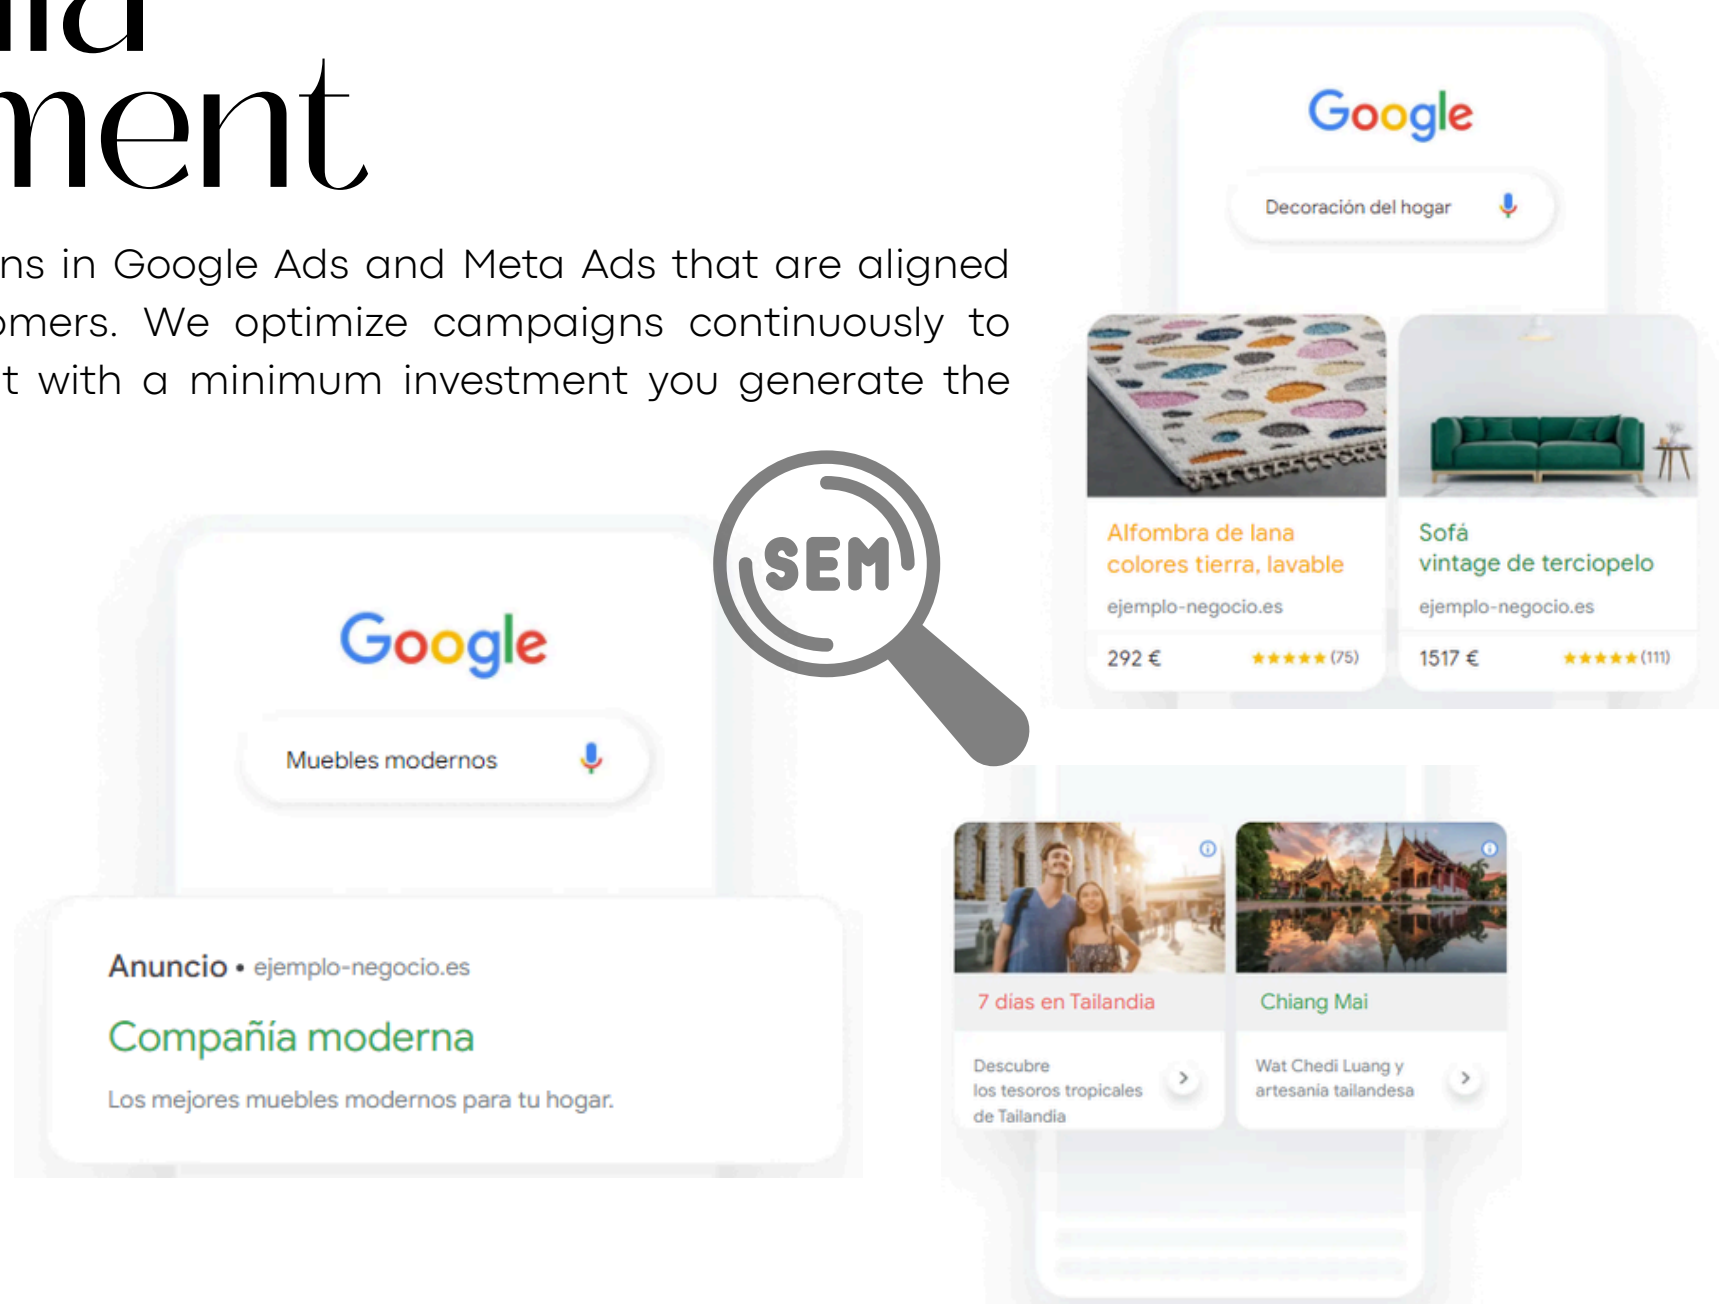 ment
ns in Google Ads and Meta Ads that are aligned
omers. We optimize campaigns continuously to
t with a minimum investment you generate the
SEM
Google
Decoración del hogar
Alfombra de lana
colores tierra, lavable
ejemplo-negocio.es
292 €
(75)
Sofá
vintage de terciopelo
ejemplo-negocio.es
1517 €
(111)
Google
Muebles modernos
Anuncio • ejemplo-negocio.es
Compañía moderna
Los mejores muebles modernos para tu hogar.
7 días en Tailandia
Descubre
los tesoros tropicales
de Tailandia
Chiang Mai
Wat Chedi Luang y
artesanía tailandesa